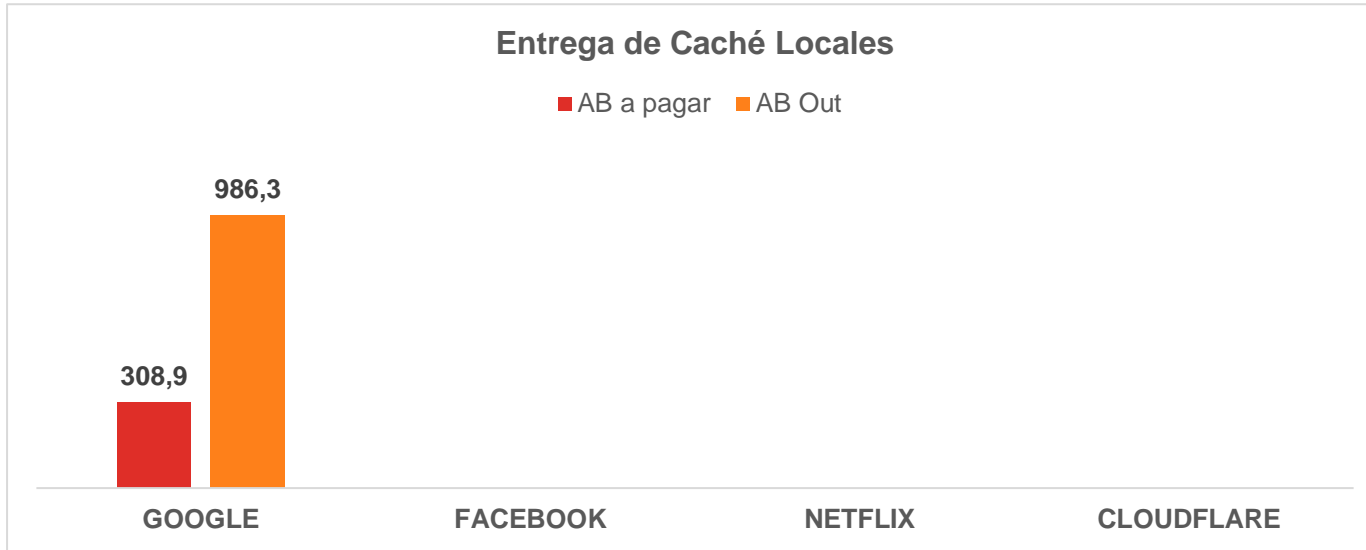 Entrega de Caché Locales
AB a pagar AB Out
986,3
308,9
GOOGLE FACEBOOK NETFLIX CLOUDFLARE